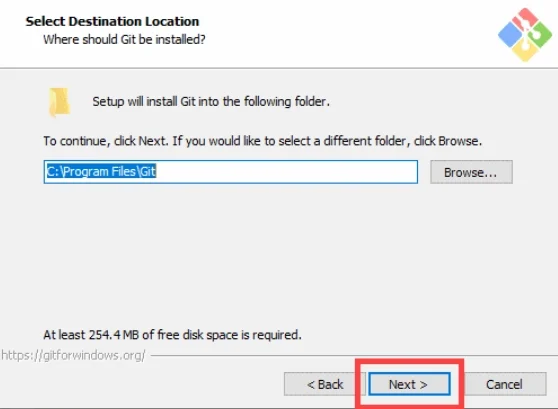 Select Destination Location
Where should Git be installed?
Setup will install Git into the following folder.
To continue, click Next. If you would like to select a different folder, click Browse.
C:\Program Files\Git
Browse...
At least 254.4 MB of free disk space is required.
https://gitforwindows.org/
< Back
Next >
Cancel